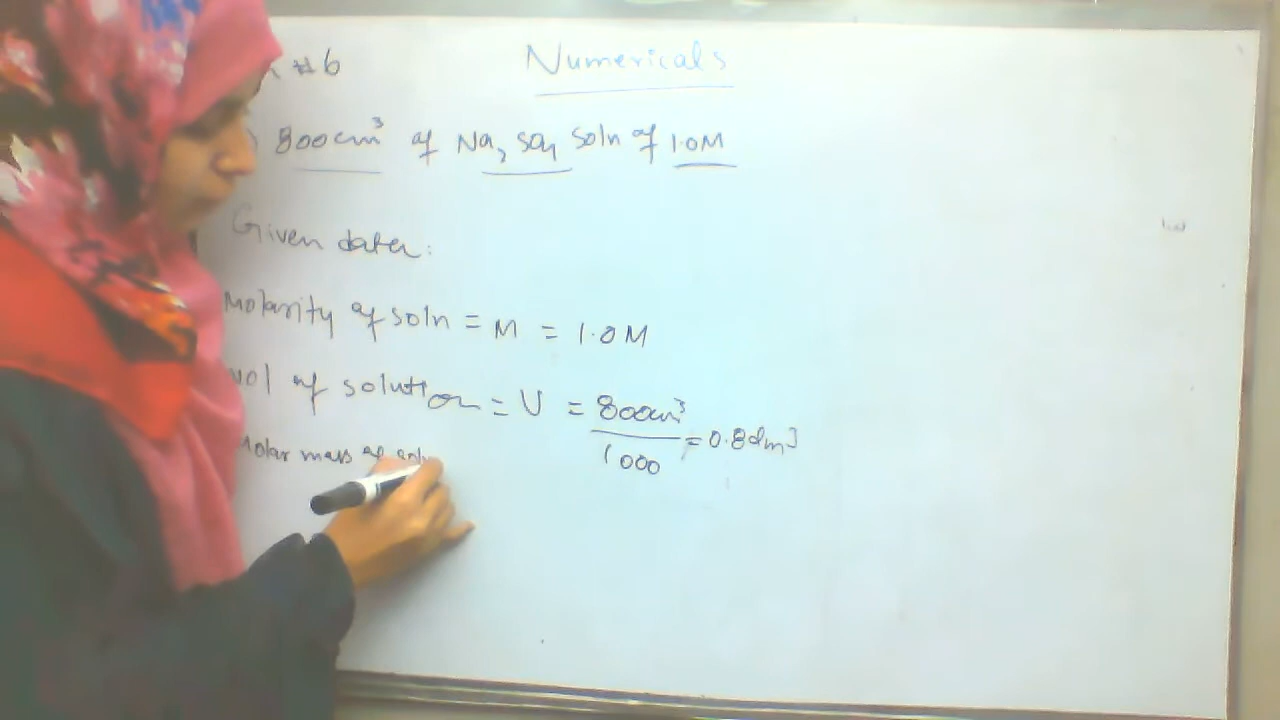 #6
Numericals
800cm³ of Na₂SO₄ soln of 1.0M
Given data:
Molarity of soln = M = 1.0M
Vol of solution = V = 800cm³ / 1000 = 0.8dm³
Molar mass of